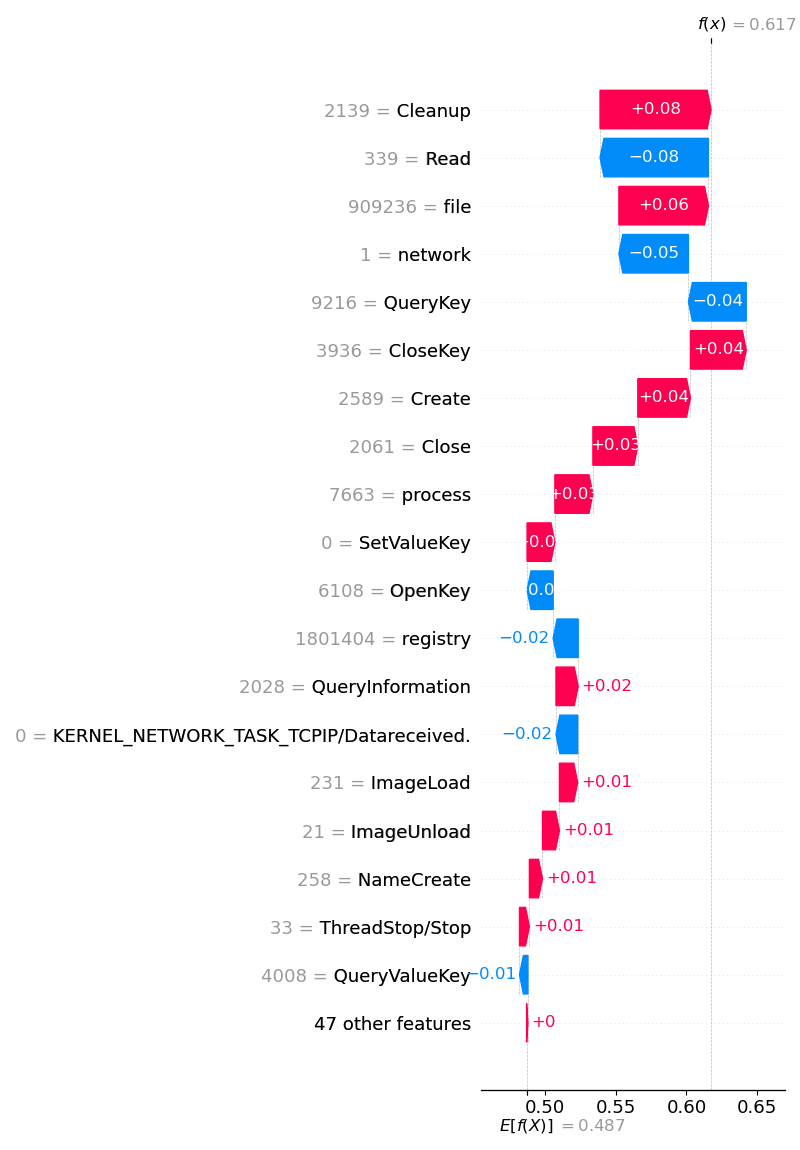 f(x) = 0.617
2139 = Cleanup +0.08
339 = Read −0.08
909236 = file +0.06
1 = network −0.05
9216 = QueryKey −0.04
3936 = CloseKey +0.04
2589 = Create +0.04
2061 = Close +0.03
7663 = process +0.03
0 = SetValueKey
6108 = OpenKey
1801404 = registry −0.02
2028 = QueryInformation +0.02
0 = KERNEL_NETWORK_TASK_TCPIP/Datareceived. −0.02
231 = ImageLoad +0.01
21 = ImageUnload +0.01
258 = NameCreate +0.01
33 = ThreadStop/Stop +0.01
4008 = QueryValueKey −0.01
47 other features +0
0.50 0.55 0.60 0.65
E[f(X)] = 0.487